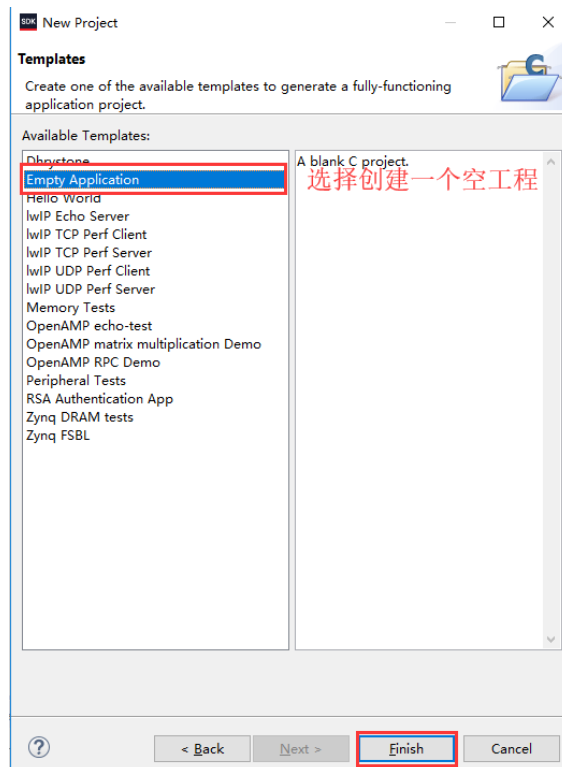 SDK New Project
Templates
Create one of the available templates to generate a fully-functioning
application project.
Available Templates:
Dhrystone
A blank C project.
Empty Application
选择创建一个空工程
Hello World
lwIP Echo Server
lwIP TCP Perf Client
lwIP TCP Perf Server
lwIP UDP Perf Client
lwIP UDP Perf Server
Memory Tests
OpenAMP echo-test
OpenAMP matrix multiplication Demo
OpenAMP RPC Demo
Peripheral Tests
RSA Authentication App
Zynq DRAM tests
Zynq FSBL
? < Back Next > Finish Cancel